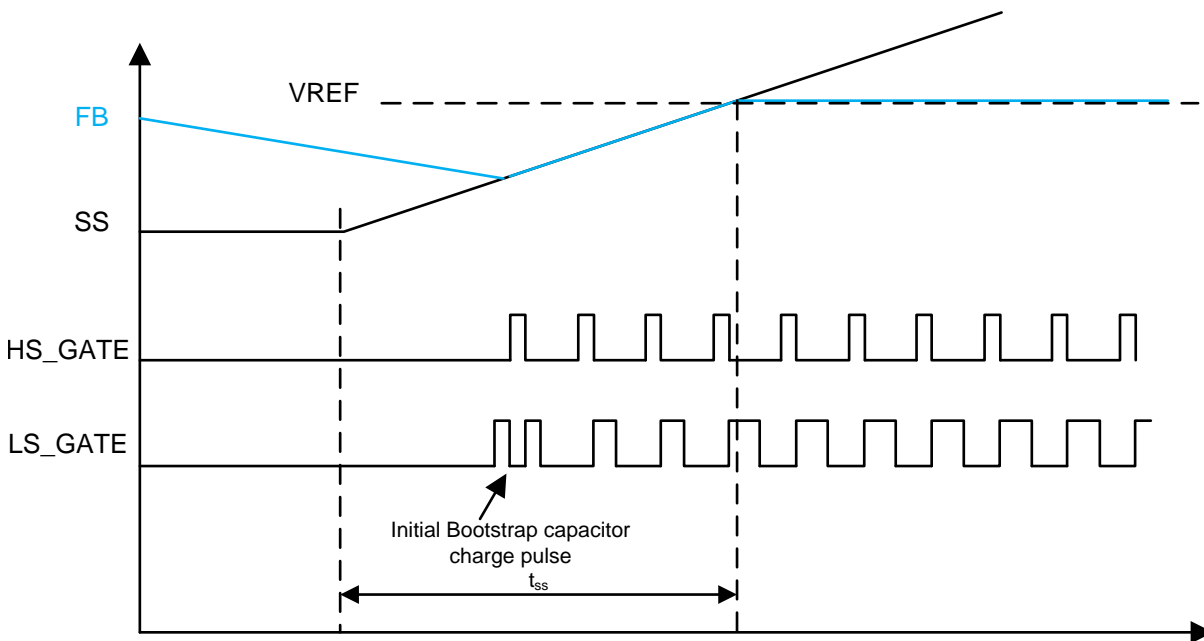 VREF
FB
SS
HS_GATE
LS_GATE
Initial Bootstrap capacitor
charge pulse
tss